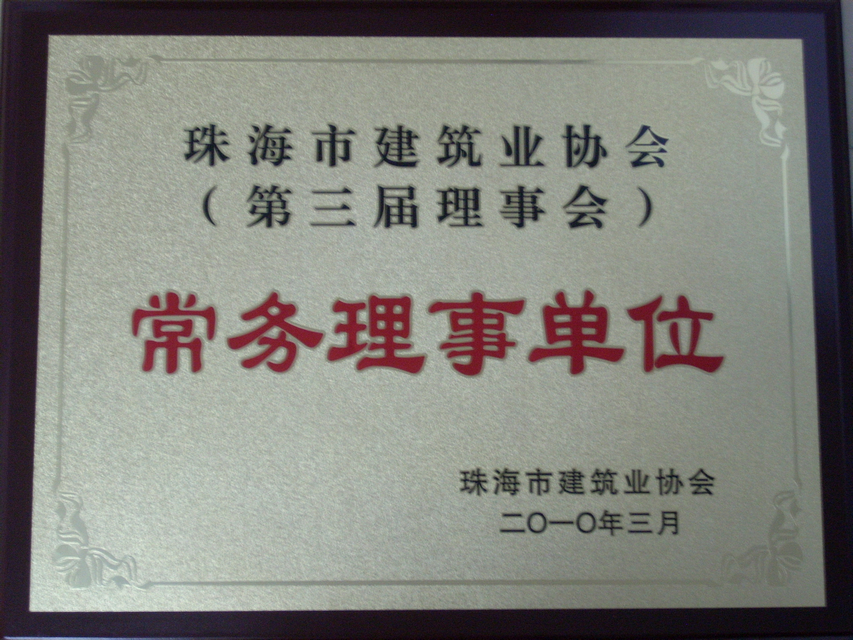 珠海市建筑业协会
（第三届理事会）
常务理事单位
珠海市建筑业协会
二〇一〇年三月